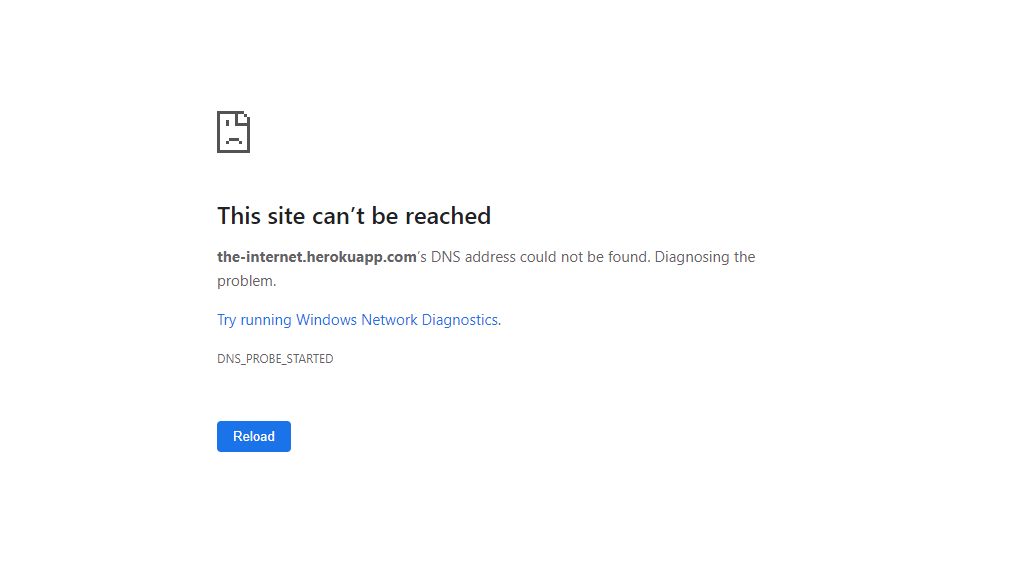 This site can’t be reached
the-internet.herokuapp.com’s DNS address could not be found. Diagnosing the
problem.
Try running Windows Network Diagnostics.
DNS_PROBE_STARTED
Reload